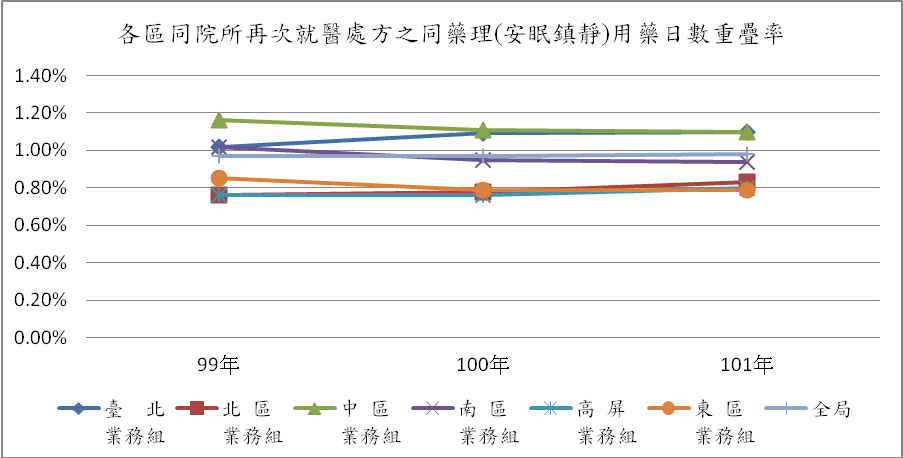 各區同院所再次就醫處方之同藥理(安眠鎮靜)用藥日數重疊率
1.40%
1.20%
1.00%
0.80%
0.60%
0.40%
0.20%
0.00%
99年 100年 101年
臺 北 北 區 中 區 南 區 高 屏 東 區 全局
業務組 業務組 業務組 業務組 業務組 業務組